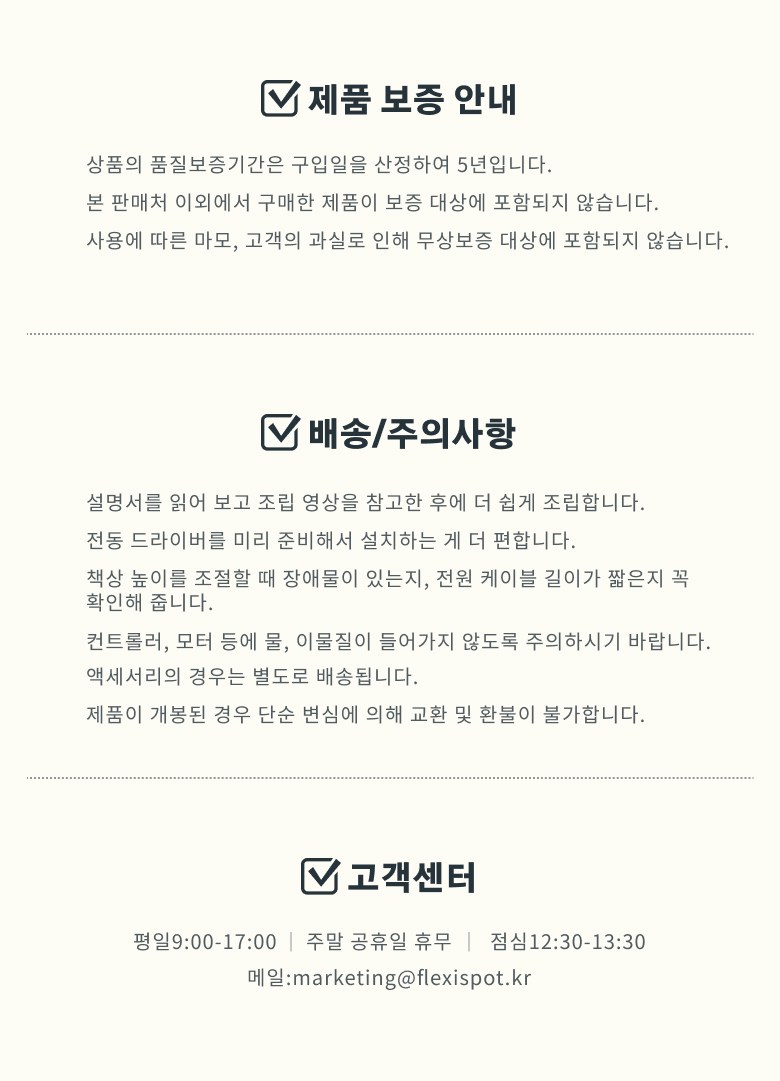 제품 보증 안내
상품의 품질보증기간은 구입일을 산정하여 5년입니다.
본 판매처 이외에서 구매한 제품이 보증 대상에 포함되지 않습니다.
사용에 따른 마모, 고객의 과실로 인해 무상보증 대상에 포함되지 않습니다.
배송/주의사항
설명서를 읽어 보고 조립 영상을 참고한 후에 더 쉽게 조립합니다.
전동 드라이버를 미리 준비해서 설치하는 게 더 편합니다.
책상 높이를 조절할 때 장애물이 있는지, 전원 케이블 길이가 짧은지 꼭
확인해 줍니다.
컨트롤러, 모터 등에 물, 이물질이 들어가지 않도록 주의하시기 바랍니다.
액세서리의 경우는 별도로 배송됩니다.
제품이 개봉된 경우 단순 변심에 의해 교환 및 환불이 불가합니다.
고객센터
평일9:00-17:00 | 주말 공휴일 휴무 | 점심12:30-13:30
메일:marketing@flexispot.kr